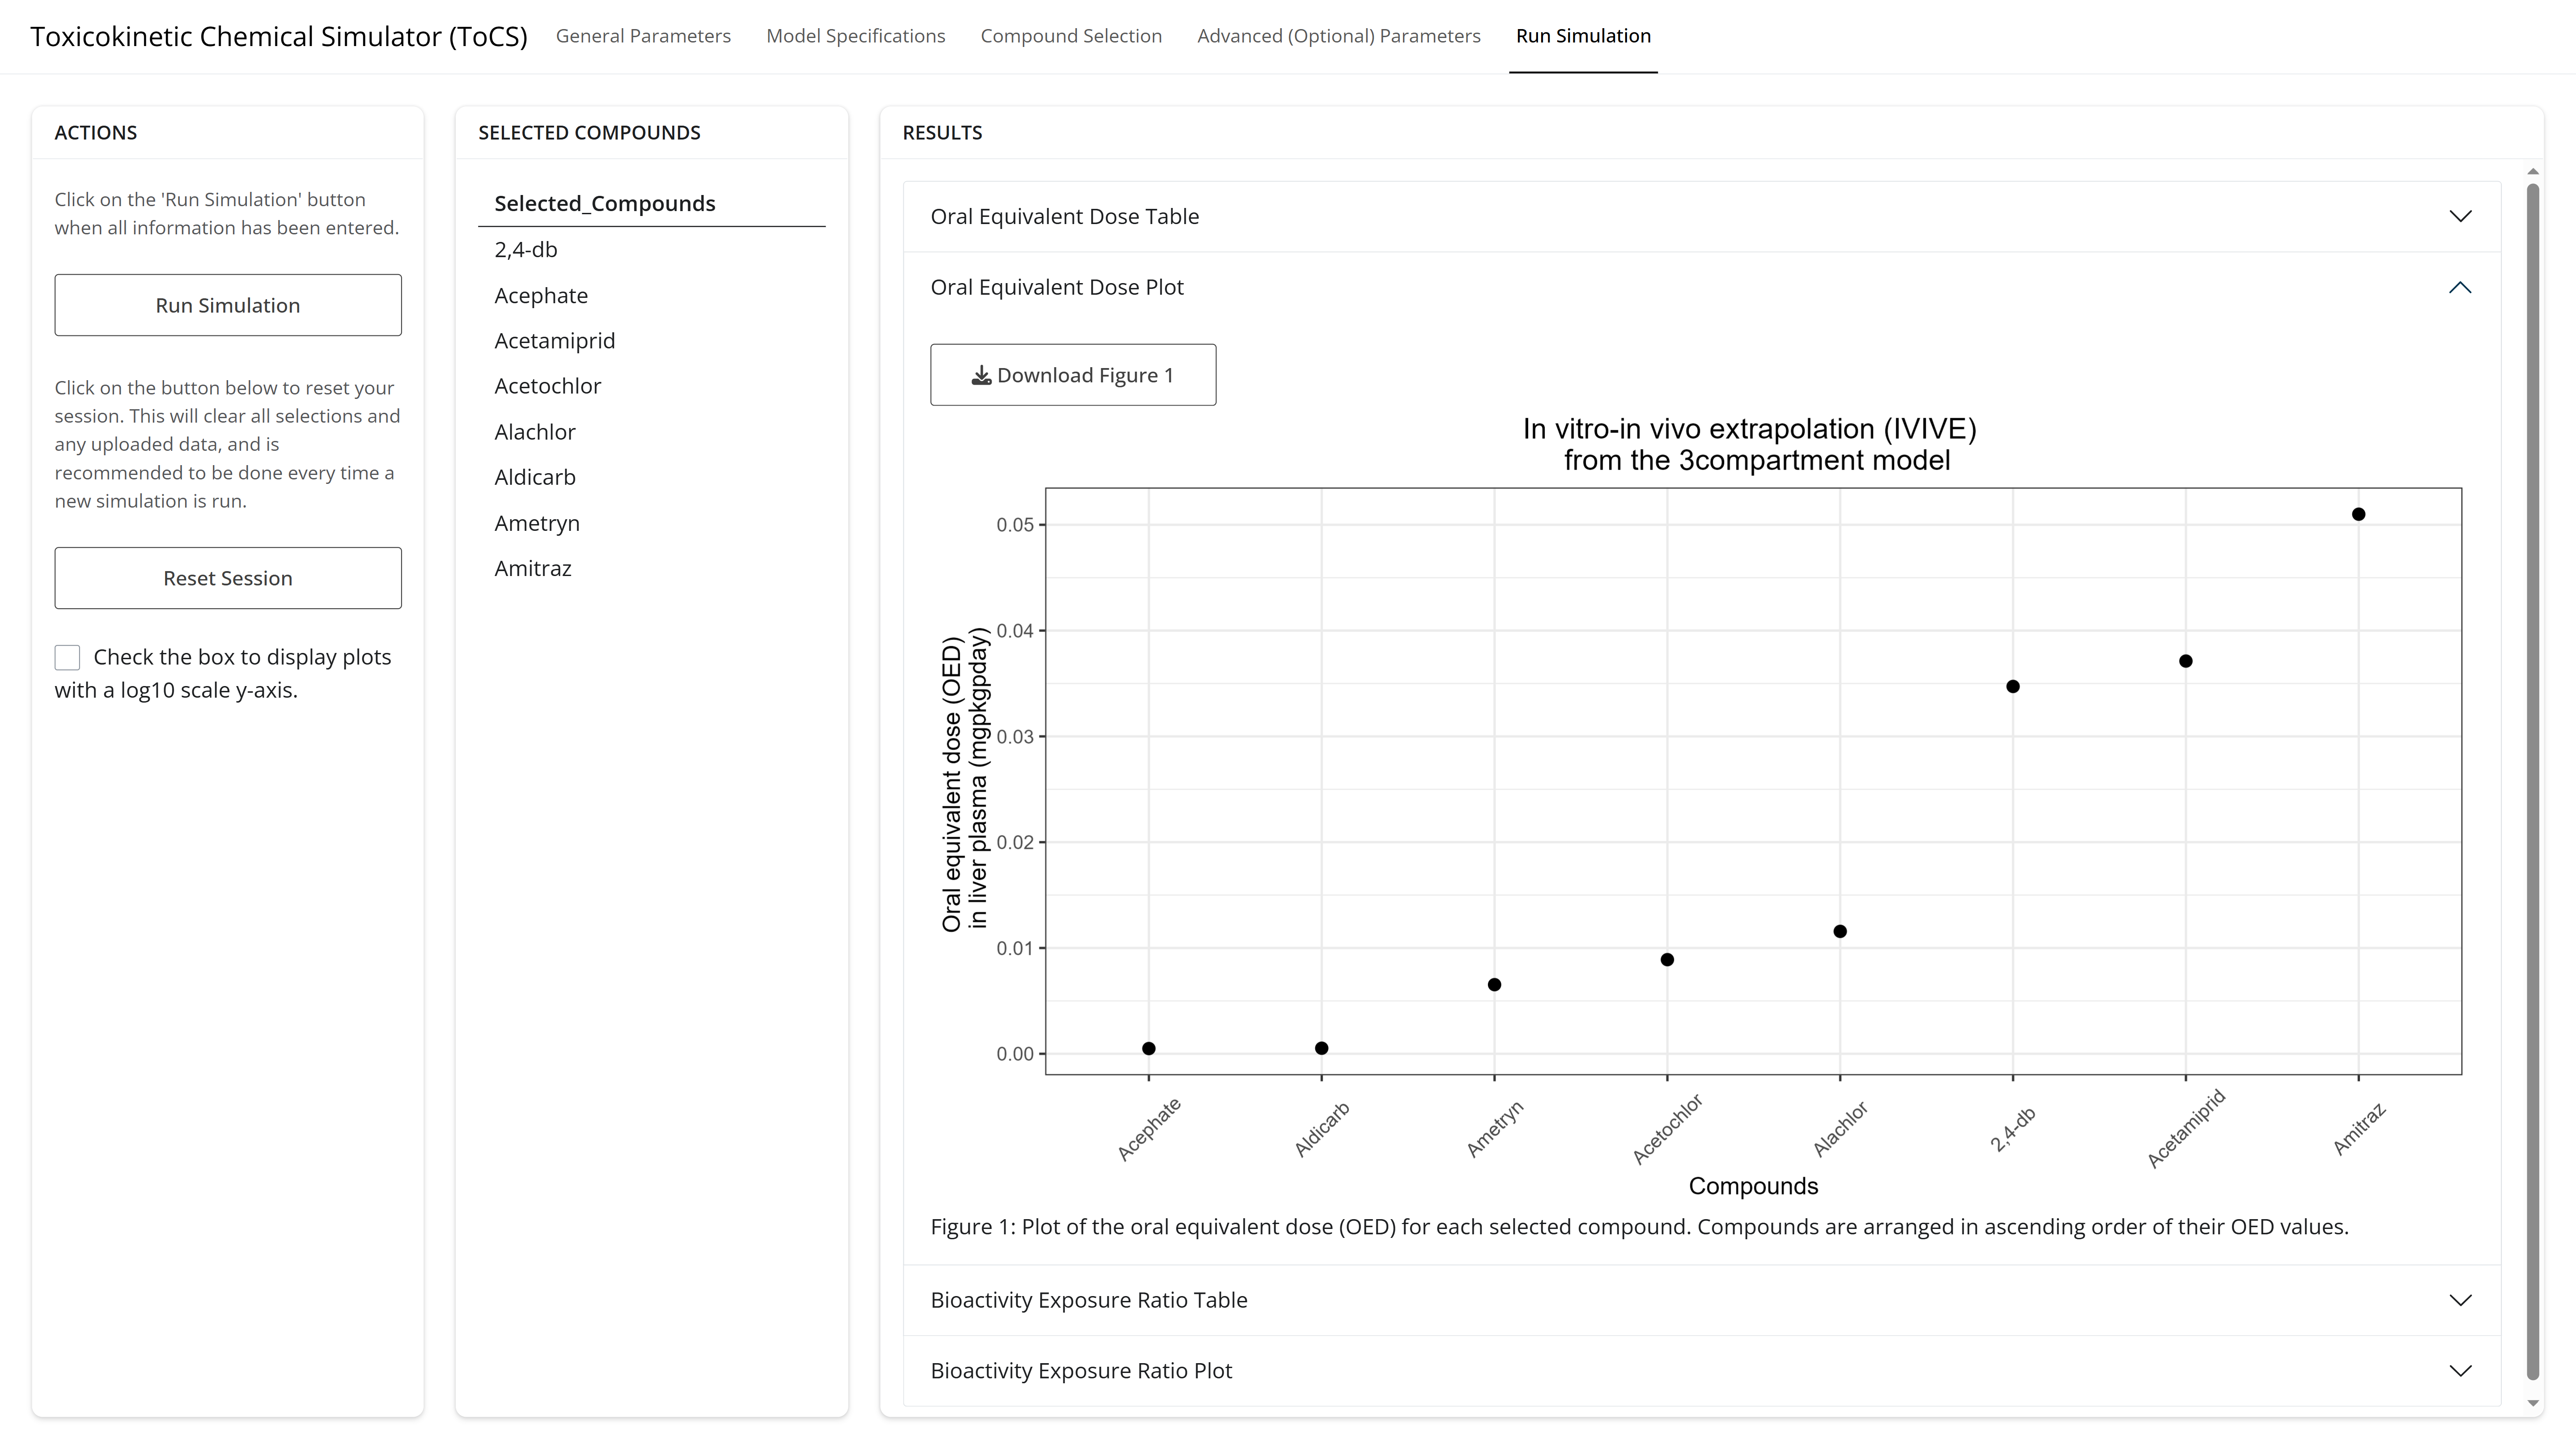 Toxicokinetic Chemical Simulator (ToCS) General Parameters Model Specifications Compound Selection Advanced (Optional) Parameters Run Simulation
ACTIONS
Click on the 'Run Simulation' button
when all information has been entered.
Run Simulation
Click on the button below to reset your
session. This will clear all selections and
any uploaded data, and is
recommended to be done every time a
new simulation is run.
Reset Session
Check the box to display plots
with a log10 scale y-axis.
SELECTED COMPOUNDS
Selected_Compounds
2,4-db
Acephate
Acetamiprid
Acetochlor
Alachlor
Aldicarb
Ametryn
Amitraz
RESULTS
Oral Equivalent Dose Table
Oral Equivalent Dose Plot
Download Figure 1
In vitro-in vivo extrapolation (IVIVE)
from the 3compartment model
Oral equivalent dose (OED)
in liver plasma (mgpkgpday)
0.05
0.04
0.03
0.02
0.01
0.00
Acephate
Aldicarb
Ametryn
Acetochlor
Alachlor
2,4-db
Acetamiprid
Amitraz
Compounds
Figure 1: Plot of the oral equivalent dose (OED) for each selected compound. Compounds are arranged in ascending order of their OED values.
Bioactivity Exposure Ratio Table
Bioactivity Exposure Ratio Plot